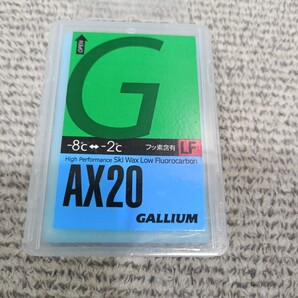 OPEN
G
-8℃ ↔ -2℃ フッ素含有 LF
High Performance Ski Wax Low Fluorocarbon
AX20
GALLIUM